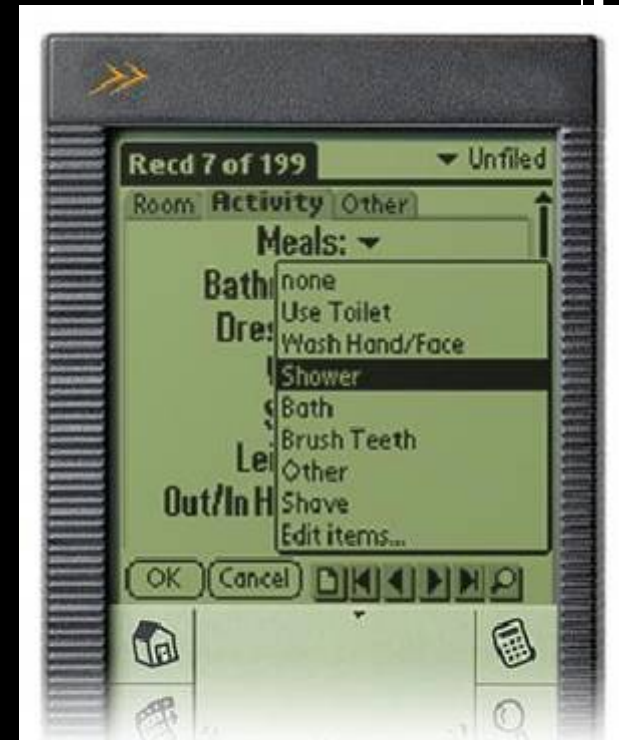 Recd 7 of 199 Unfiled
Room Activity Other
Meals:
none
Use Toilet
Wash Hand/Face
Shower
Bath
Brush Teeth
Other
Shave
Edit items...
Out/In
OK Cancel